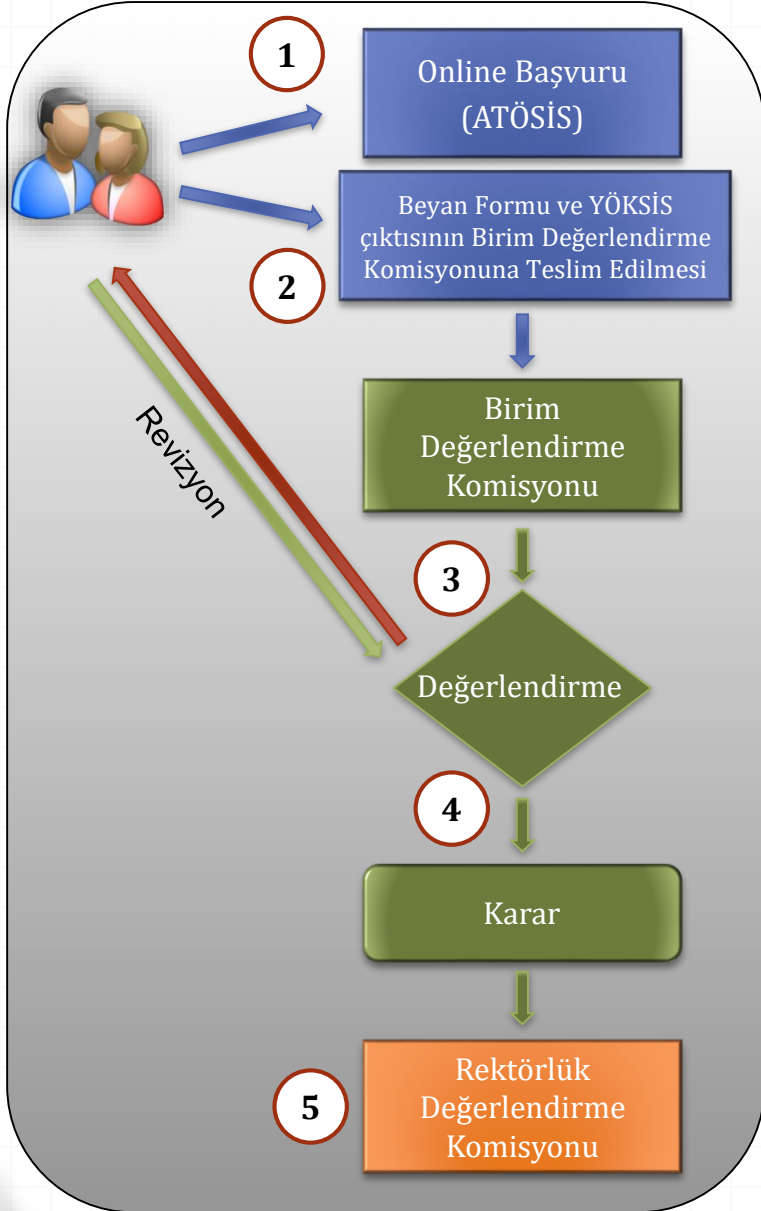 1
Online Başvuru
(ATÖSİS)
Beyan Formu ve YÖKSİS
çıktısının Birim Değerlendirme
Komisyonuna Teslim Edilmesi
2
Birim
Değerlendirme
Komisyonu
Revizyon
3
Değerlendirme
4
Karar
5
Rektörlük
Değerlendirme
Komisyonu